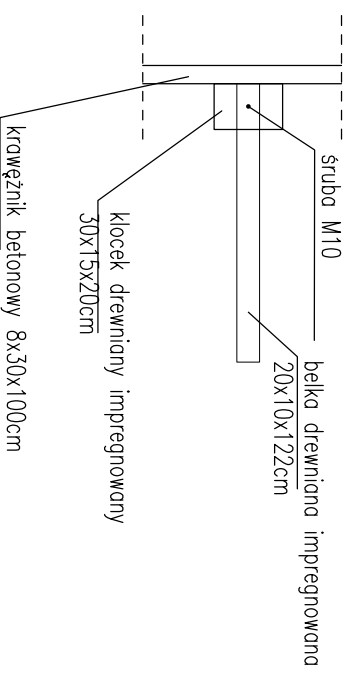 śruba M10
belka drewniana impregnowana
20x10x122cm
klocek drewniany impregnowany
30x15x20cm
krawężnik betonowy 8x30x100cm